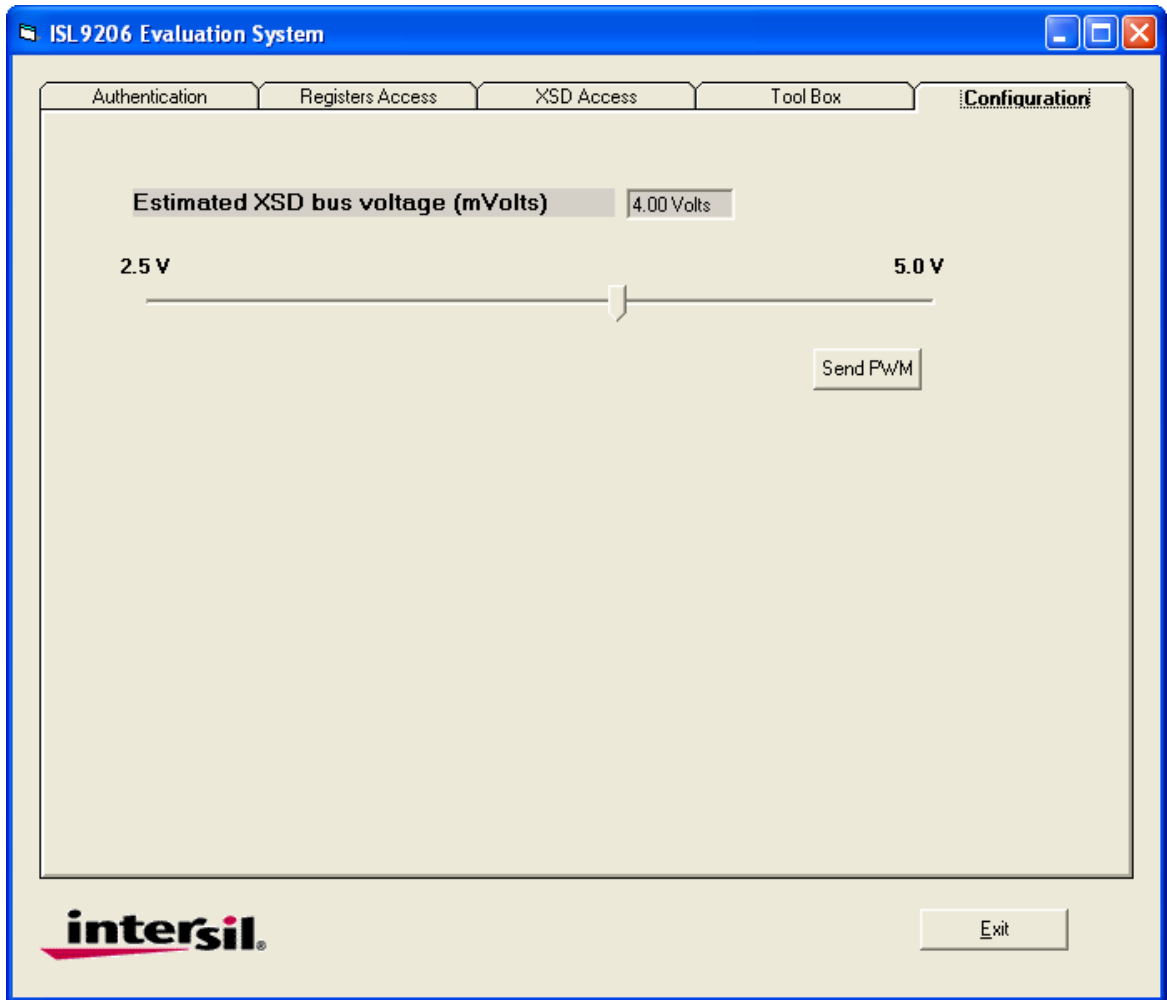 ISL9206 Evaluation System
Authentication Registers Access XSD Access Tool Box Configuration
Estimated XSD bus voltage (mVolts) 4.00 Volts
2.5 V 5.0 V
Send PWM
intersil® Exit